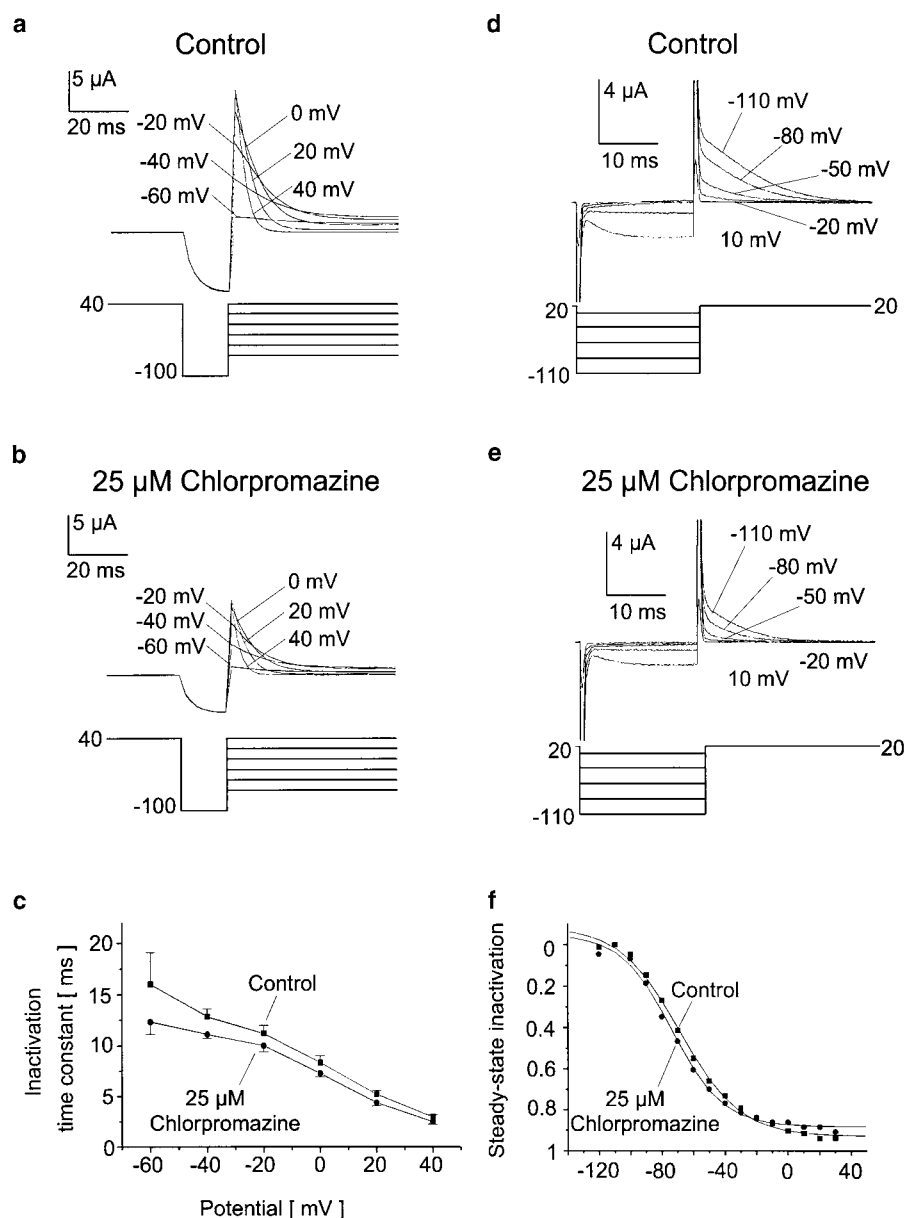 a
Control
5 µA
20 ms
-20 mV
-40 mV
-60 mV
0 mV
20 mV
40 mV
40
-100
b
25 µM Chlorpromazine
5 µA
20 ms
-20 mV
-40 mV
-60 mV
0 mV
20 mV
40 mV
40
-100
c
Inactivation
time constant [ ms ]
20
15
10
5
0
Control
25 µM
Chlorpromazine
-60
-40
-20
0
20
40
Potential [ mV ]
d
Control
4 µA
10 ms
-110 mV
-80 mV
-50 mV
-20 mV
10 mV
20
20
-110
e
25 µM Chlorpromazine
4 µA
10 ms
-110 mV
-80 mV
-50 mV
-20 mV
10 mV
20
20
-110
f
Steady-state inactivation
0
0.2
0.4
0.6
0.8
1
Control
25 µM
Chlorpromazine
-120
-80
-40
0
40